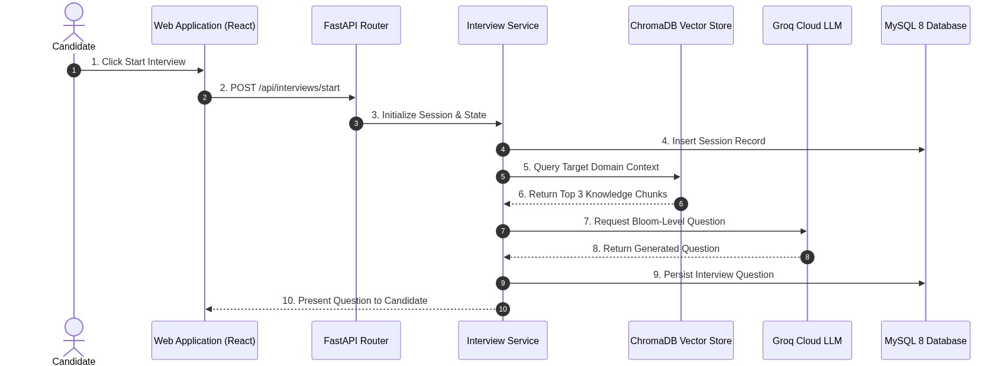 Candidate
Web Application (React)
FastAPI Router
Interview Service
ChromaDB Vector Store
Groq Cloud LLM
MySQL 8 Database
1
1. Click Start Interview
2
2. POST /api/interviews/start
3
3. Initialize Session & State
4
4. Insert Session Record
5
5. Query Target Domain Context
6. Return Top 3 Knowledge Chunks
6
7
7. Request Bloom-Level Question
8. Return Generated Question
8
9
9. Persist Interview Question
10. Present Question to Candidate
10
Candidate
Web Application (React)
FastAPI Router
Interview Service
ChromaDB Vector Store
Groq Cloud LLM
MySQL 8 Database